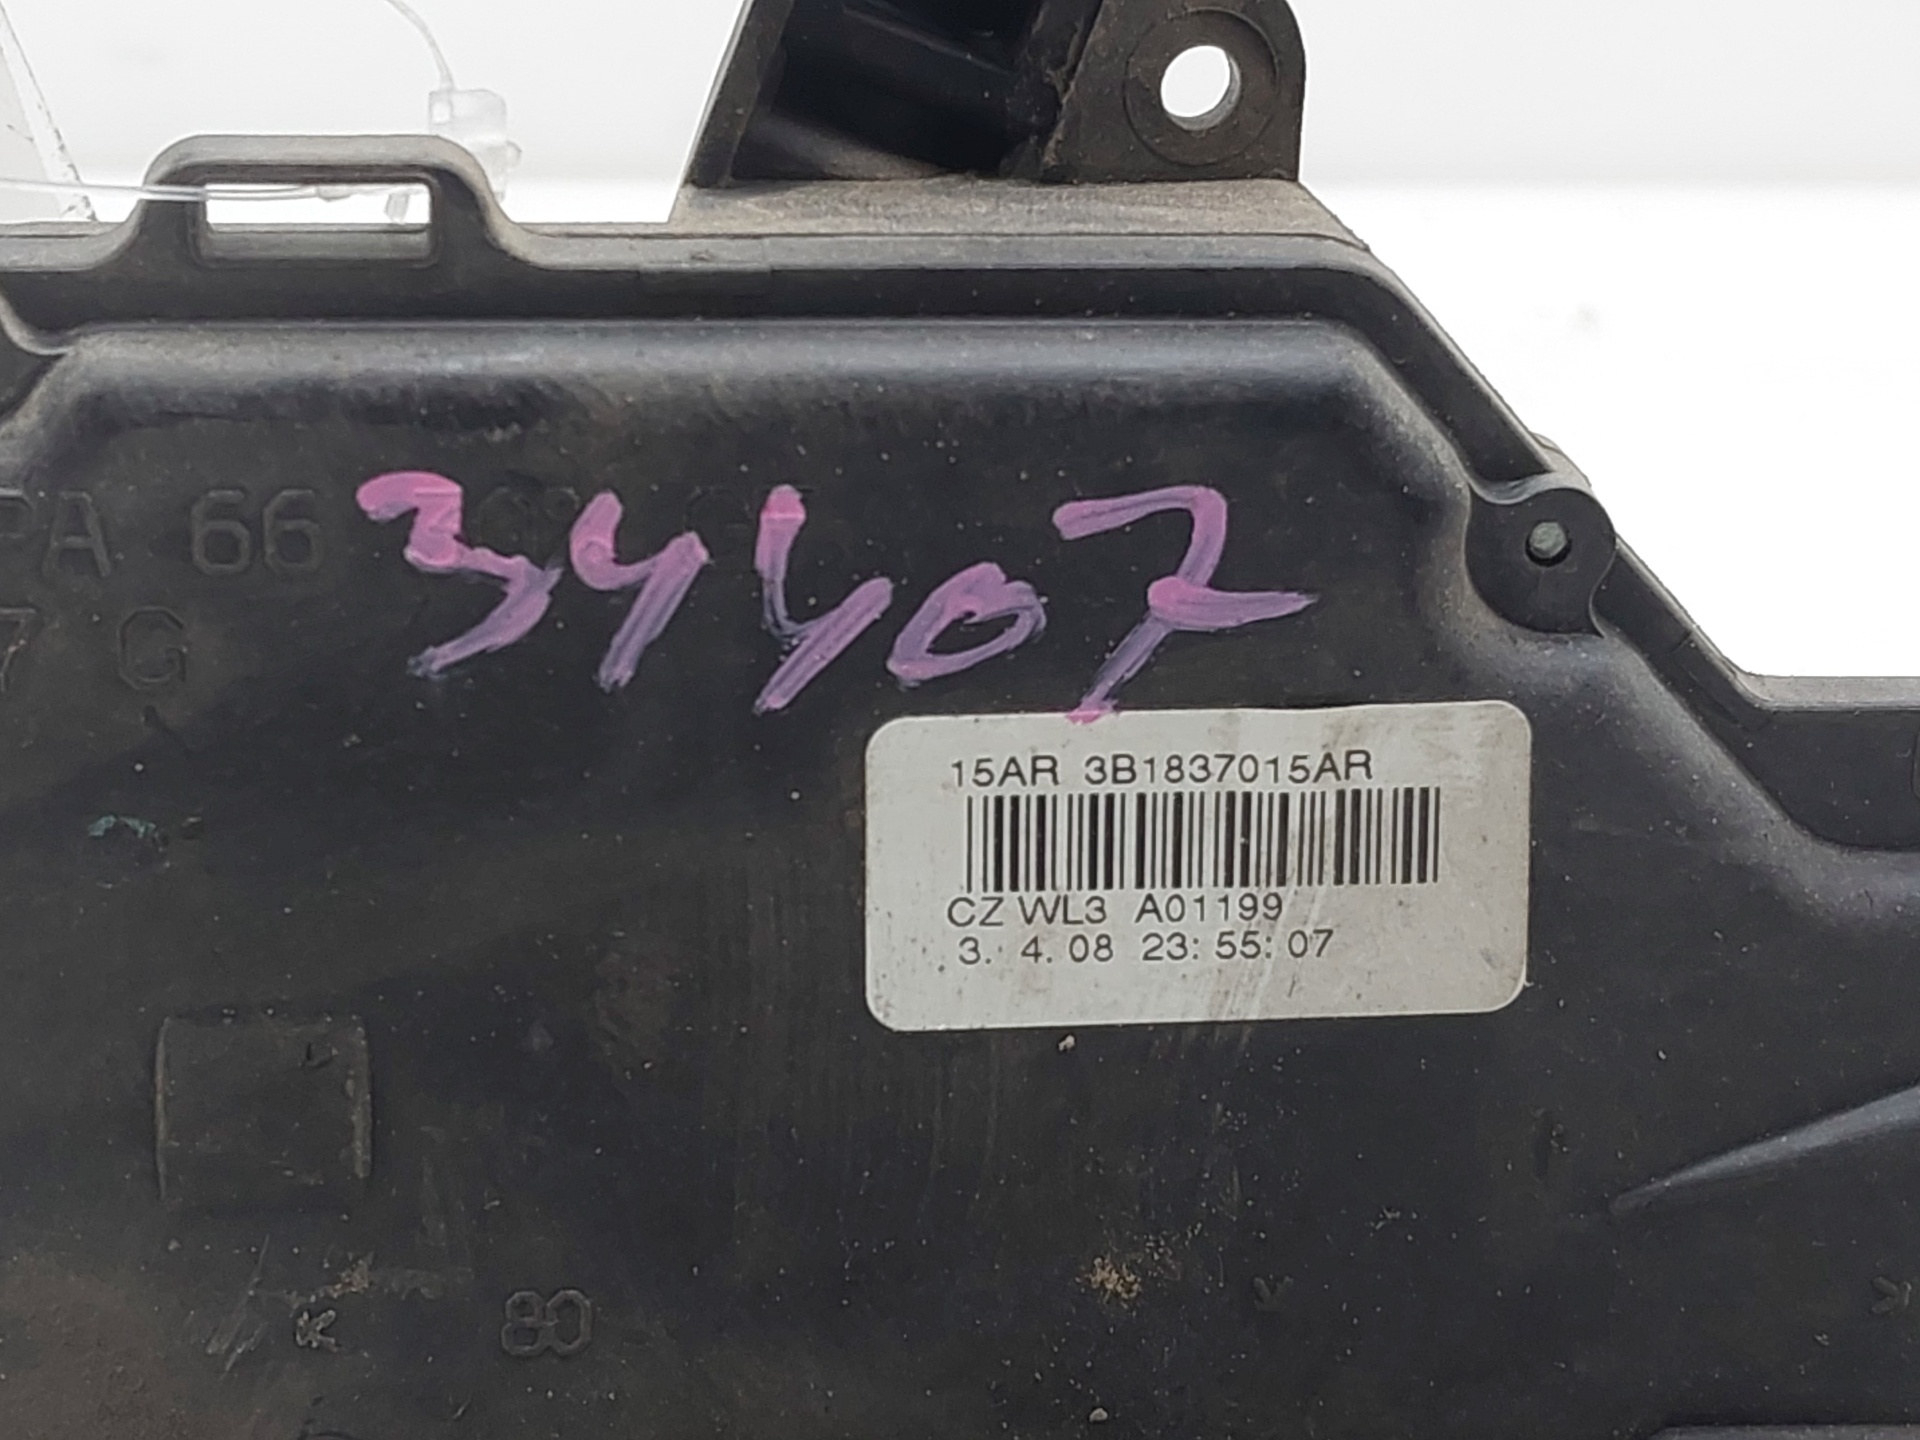 PA 66
34407
7 G
15AR 3B1837015AR
CZ WL3 A01199
3. 4. 08 23: 55: 07
80